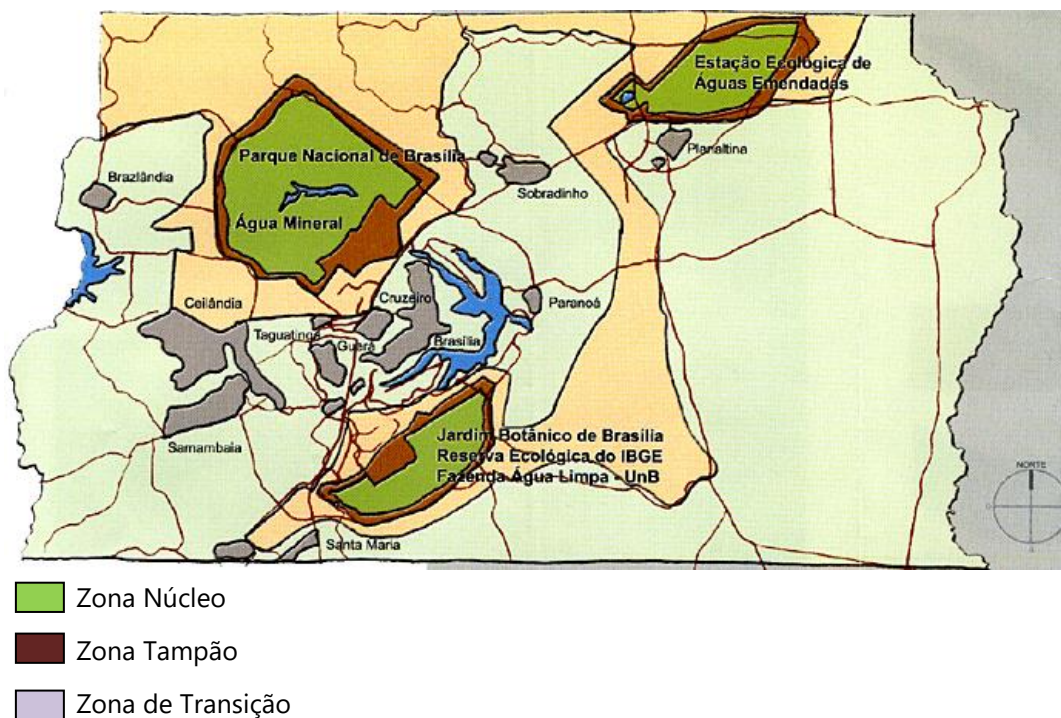 Estação Ecológica de
Águas Emendadas
Planaltina
Parque Nacional de Brasília
Brazlândia
Sobradinho
Água Mineral
Ceilândia
Cruzeiro
Paranoá
Taguatinga
Guará
Brasília
Jardim Botânico de Brasília
Reserva Ecológica do IBGE
Fazenda Água Limpa - UnB
Samambaia
Santa Maria
NORTE
Zona Núcleo
Zona Tampão
Zona de Transição